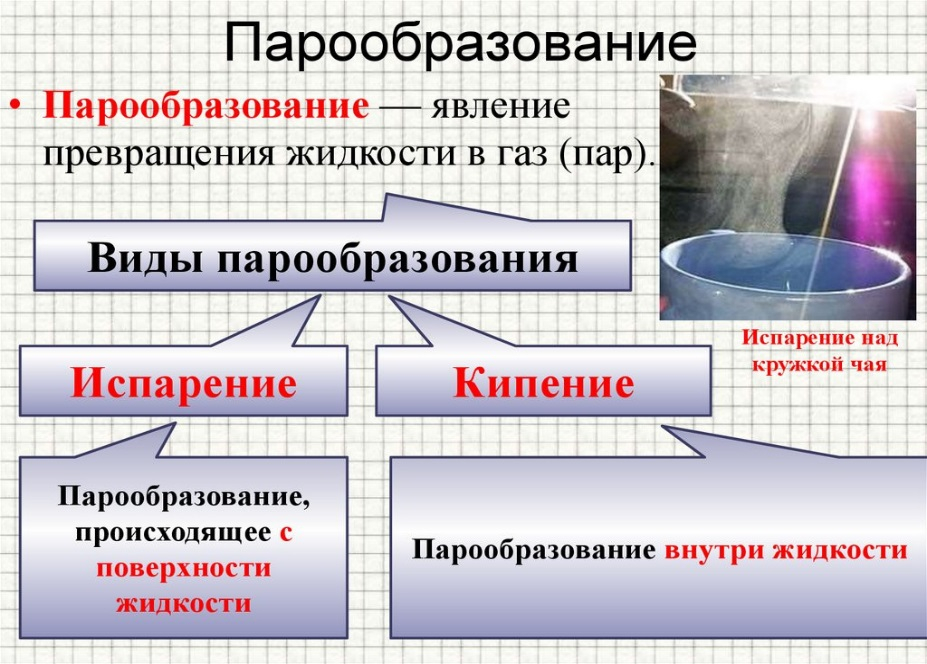 Парообразование
• Парообразование — явление
превращения жидкости в газ (пар).
Виды парообразования
Испарение над
кружкой чая
Испарение
Кипение
Парообразование,
происходящее с
поверхности
жидкости
Парообразование внутри жидкости